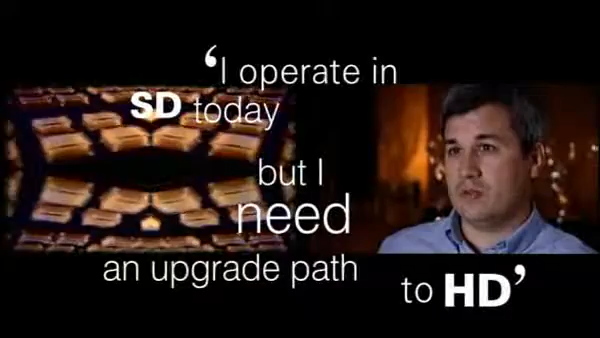 ‘I operate in
SD today
but I
need
an upgrade path
to HD’